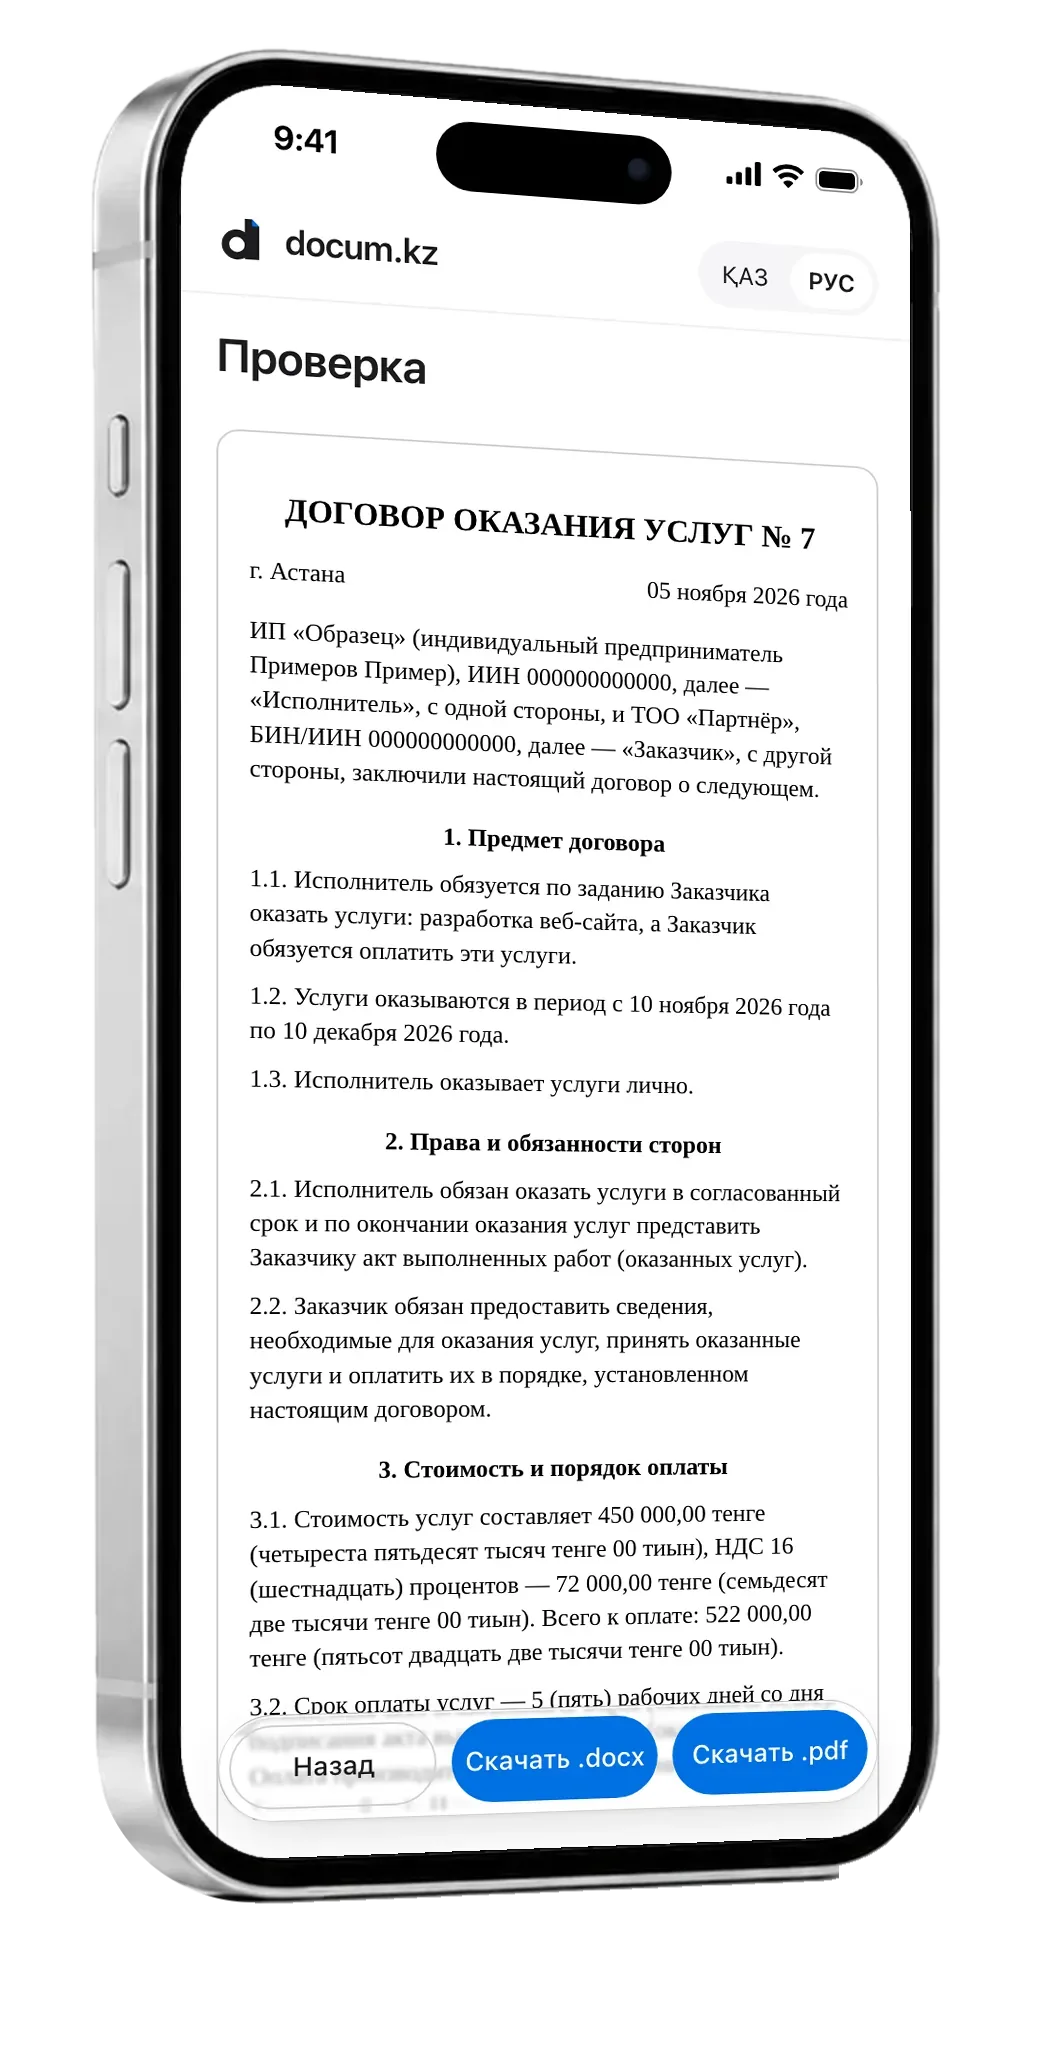 9:41
docum.kz
ҚАЗ РУС
Проверка
ДОГОВОР ОКАЗАНИЯ УСЛУГ № 7
г. Астана
05 ноября 2026 года
ИП «Образец» (индивидуальный предприниматель
Примеров Пример), ИИН 000000000000, далее —
«Исполнитель», с одной стороны, и ТОО «Партнёр»,
БИН/ИИН 000000000000, далее — «Заказчик», с другой
стороны, заключили настоящий договор о следующем.
1. Предмет договора
1.1. Исполнитель обязуется по заданию Заказчика
оказать услуги: разработка веб-сайта, а Заказчик
обязуется оплатить эти услуги.
1.2. Услуги оказываются в период с 10 ноября 2026 года
по 10 декабря 2026 года.
1.3. Исполнитель оказывает услуги лично.
2. Права и обязанности сторон
2.1. Исполнитель обязан оказать услуги в согласованный
срок и по окончании оказания услуг представить
Заказчику акт выполненных работ (оказанных услуг).
2.2. Заказчик обязан предоставить сведения,
необходимые для оказания услуг, принять оказанные
услуги и оплатить их в порядке, установленном
настоящим договором.
3. Стоимость и порядок оплаты
3.1. Стоимость услуг составляет 450 000,00 тенге
(четыреста пятьдесят тысяч тенге 00 тиын), НДС 16
(шестнадцать) процентов — 72 000,00 тенге (семьдесят
две тысячи тенге 00 тиын). Всего к оплате: 522 000,00
тенге (пятьсот двадцать две тысячи тенге 00 тиын).
3.2. Срок оплаты услуг — 5 (пять) рабочих дней со дня
Назад
Скачать .docx
Скачать .pdf